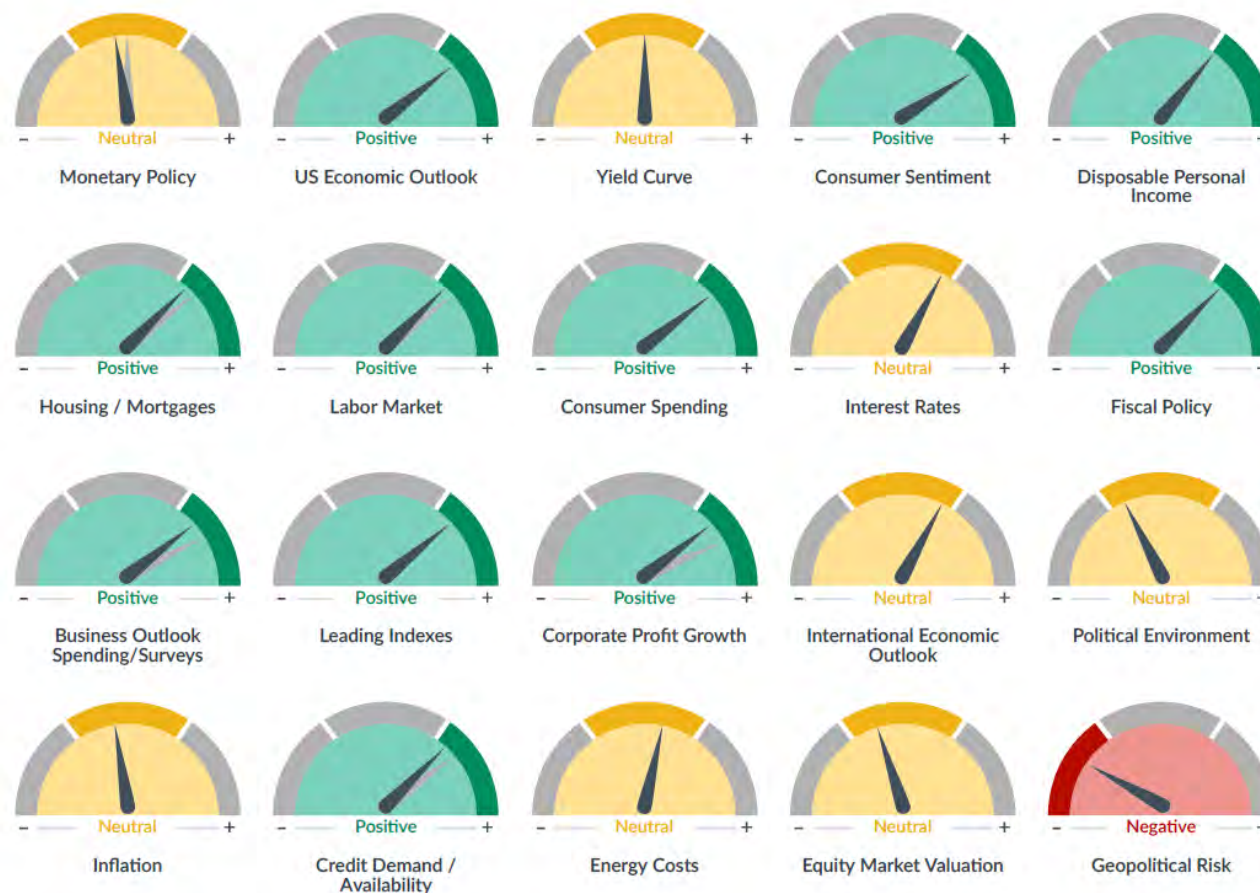 - Neutral +
Monetary Policy
- Positive +
US Economic Outlook
- Neutral +
Yield Curve
- Positive +
Consumer Sentiment
- Positive +
Disposable Personal
Income
- Positive +
Housing / Mortgages
- Positive +
Labor Market
- Positive +
Consumer Spending
- Neutral +
Interest Rates
- Positive +
Fiscal Policy
- Positive +
Business Outlook
Spending/Surveys
- Positive +
Leading Indexes
- Positive +
Corporate Profit Growth
- Neutral +
International Economic
Outlook
- Neutral +
Political Environment
- Neutral +
Inflation
- Positive +
Credit Demand /
Availability
- Neutral +
Energy Costs
- Neutral +
Equity Market Valuation
- Negative +
Geopolitical Risk